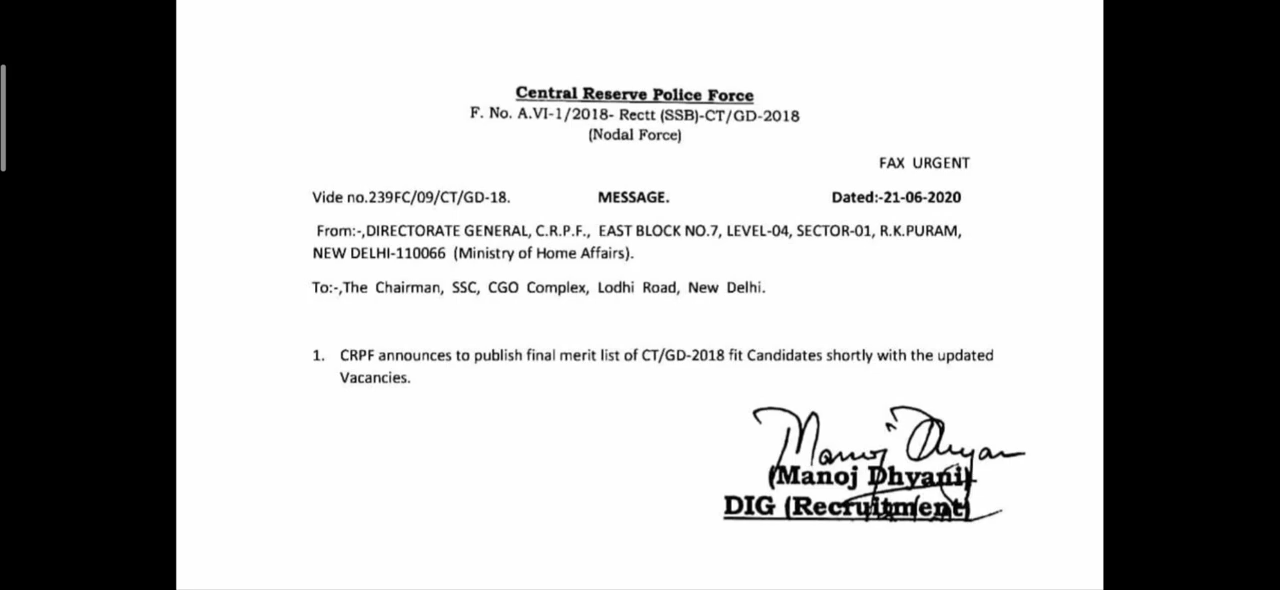 Central Reserve Police Force
F. No. A.VI-1/2018- Rectt (SSB)-CT/GD-2018
(Nodal Force)
FAX URGENT
Vide no.239FC/09/CT/GD-18. MESSAGE. Dated:-21-06-2020
From:-,DIRECTORATE GENERAL, C.R.P.F., EAST BLOCK NO.7, LEVEL-04, SECTOR-01, R.K.PURAM,
NEW DELHI-110066 (Ministry of Home Affairs).
To:-,The Chairman, SSC, CGO Complex, Lodhi Road, New Delhi.
1. CRPF announces to publish final merit list of CT/GD-2018 fit Candidates shortly with the updated
Vacancies.
(Manoj Dhyani)
DIG (Recruitment)